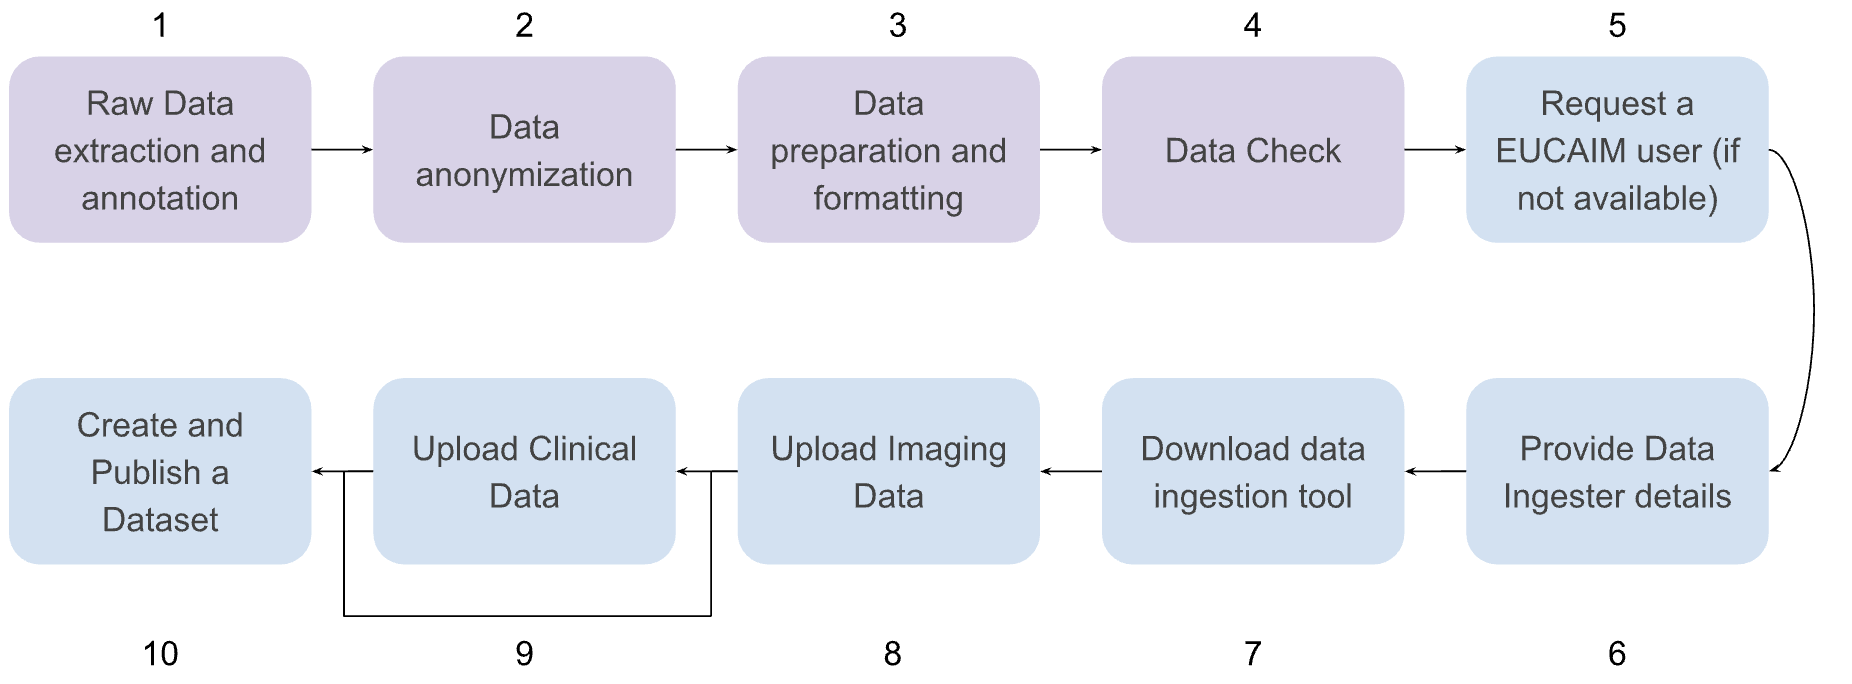 1
2
3
4
5
Raw Data
extraction and
annotation
Data
anonymization
Data
preparation and
formatting
Data Check
Request a
EUCAIM user (if
not available)
Provide Data
Ingester details
Download data
ingestion tool
Upload Imaging
Data
Upload Clinical
Data
Create and
Publish a
Dataset
10
9
8
7
6